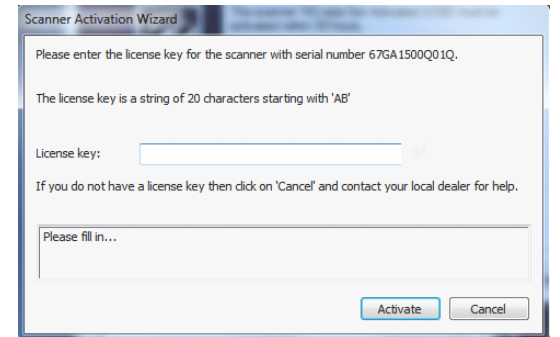 Scanner Activation Wizard
Please enter the license key for the scanner with serial number 67GA1500Q01Q.
The license key is a string of 20 characters starting with 'AB'
License key:
If you do not have a license key then click on 'Cancel' and contact your local dealer for help.
Please fill in...
Activate
Cancel